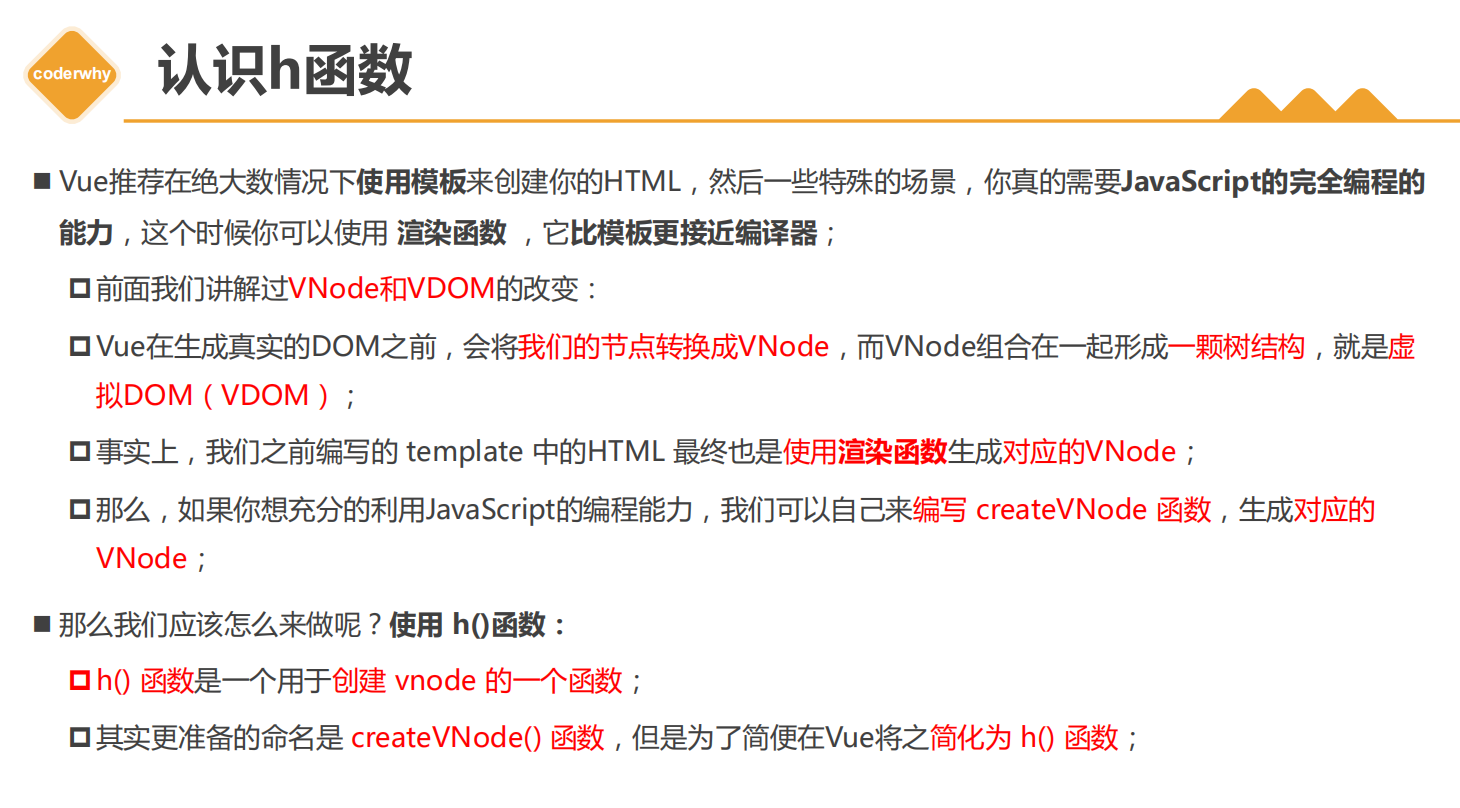 coderwhy
认识h函数
Vue推荐在绝大数情况下使用模板来创建你的HTML，然后一些特殊的场景，你真的需要JavaScript的完全编程的
能力，这个时候你可以使用 渲染函数 ，它比模板更接近编译器；
前面我们讲解过VNode和VDOM的改变：
Vue在生成真实的DOM之前，会将我们的节点转换成VNode，而VNode组合在一起形成一颗树结构，就是虚
拟DOM（VDOM）；
事实上，我们之前编写的 template 中的HTML 最终也是使用渲染函数生成对应的VNode；
那么，如果你想充分的利用JavaScript的编程能力，我们可以自己来编写 createVNode 函数，生成对应的
VNode；
那么我们应该怎么来做呢？使用 h()函数：
h() 函数是一个用于创建 vnode 的一个函数；
其实更准备的命名是 createVNode() 函数，但是为了简便在Vue将之简化为 h() 函数；